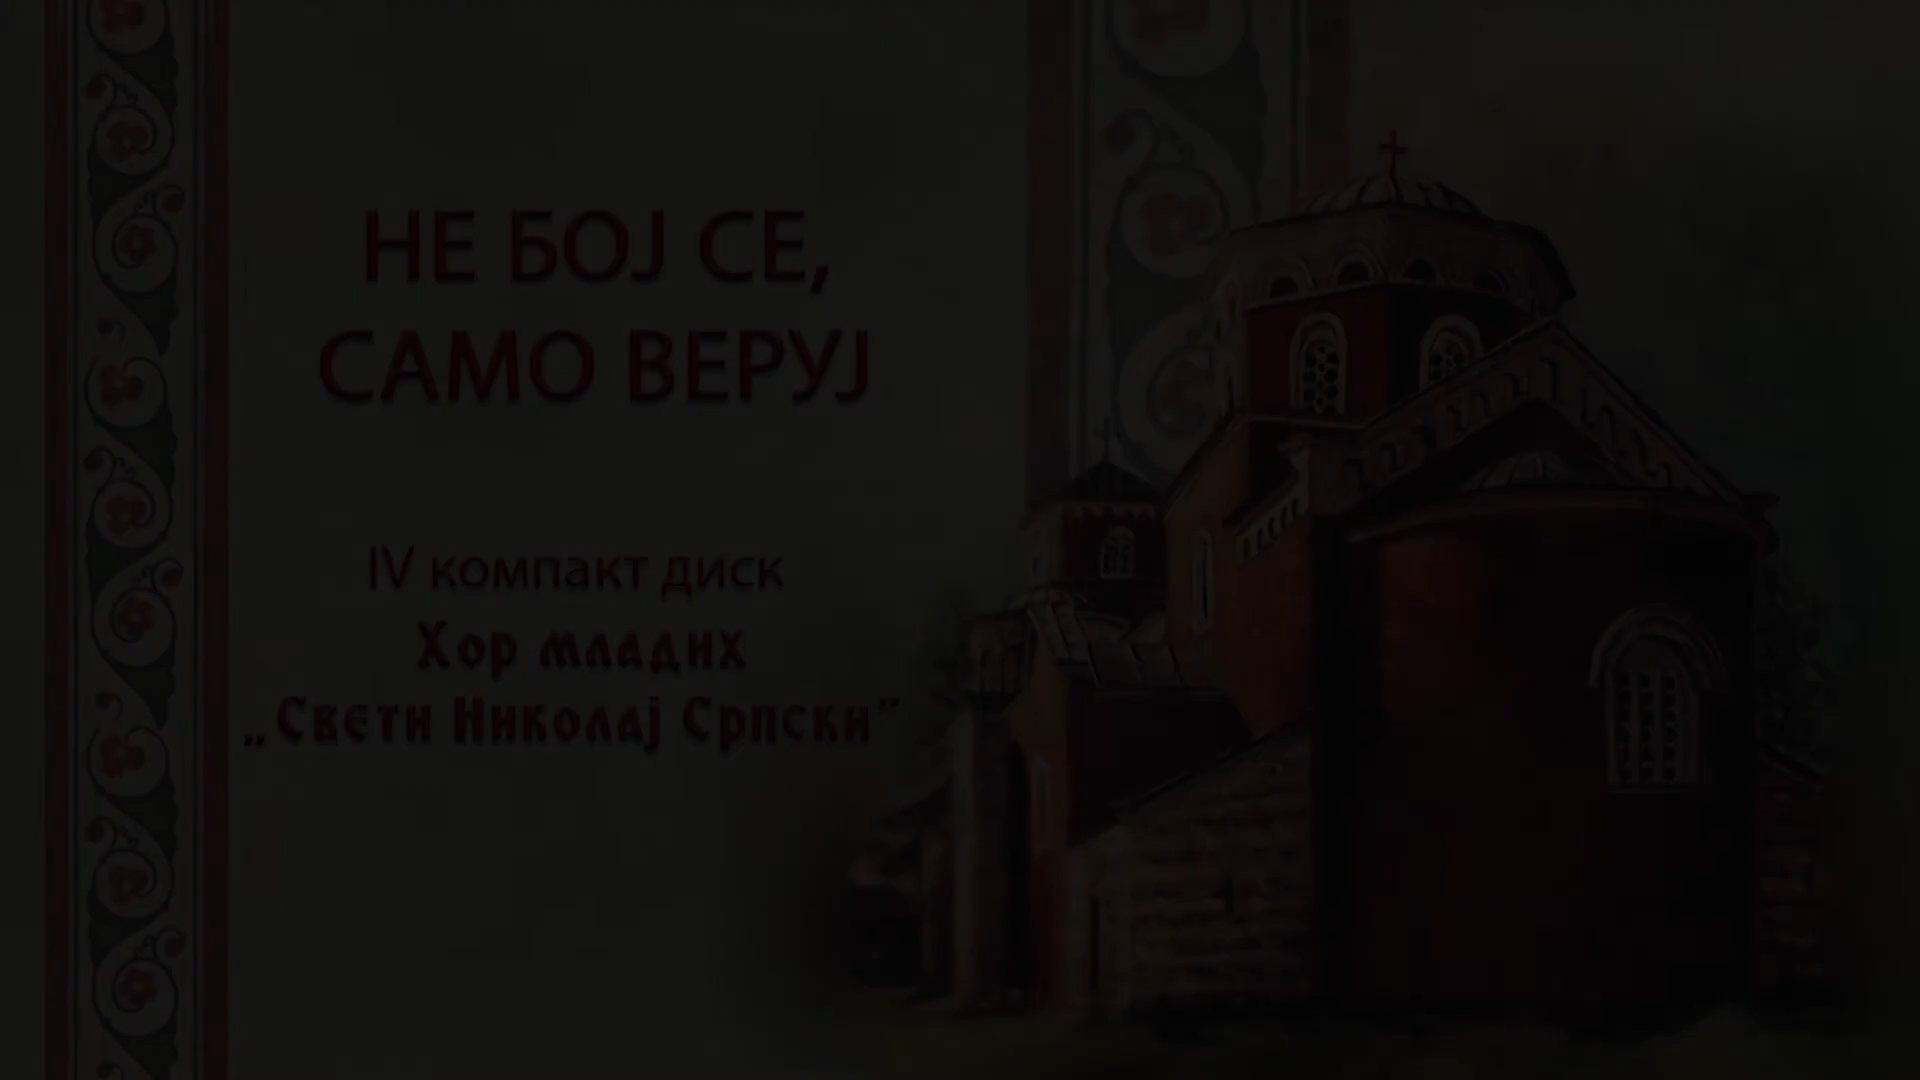 НЕ БОЈ СЕ,
САМО ВЕРУЈ
IV компакт диск
Хор младих
„Свети Николај Српски”